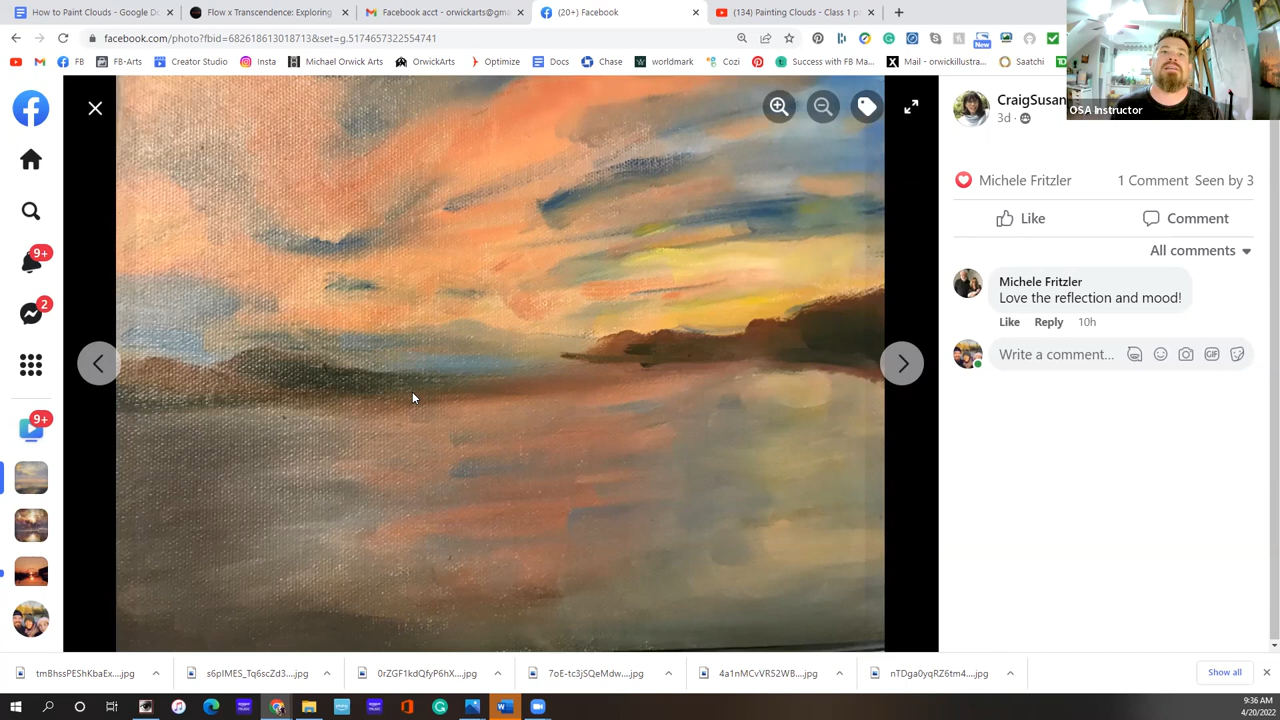 How to Paint Clouds - Google D
Flow x Transcendence: Exploring
Facebook acct - orwickarts@gm
(20+) Facebook
(134) Painting Clouds - Class 1 p
facebook.com/photo?fbid=682618613018713&set=g.517465732255474
New
FB
FB-Arts
Creator Studio
Insta
Michael Orwick Arts
OrwickArts
Optimize
Docs
Chase
worldmark
Cozi
Success with FB Ma...
Mail - orwickillustra...
Saatchi
OSA Instructor
CraigSusan
3d ·
Michele Fritzler
1 Comment Seen by 3
Like
Comment
All comments
Michele Fritzler
Love the reflection and mood!
Like Reply 10h
Write a comment...
GIF
9+
2
9+
tmBhssPEShKbaEx....jpg
s6pIMES_Tq6scZd3....jpg
0rZGF1kdQfyP6hX....jpg
7oE-tc3jSQeMdw....jpg
4a1nMCvVRS2WB....jpg
nTDga0yqRZ6tm4....jpg
Show all
9:36 AM
4/20/2022